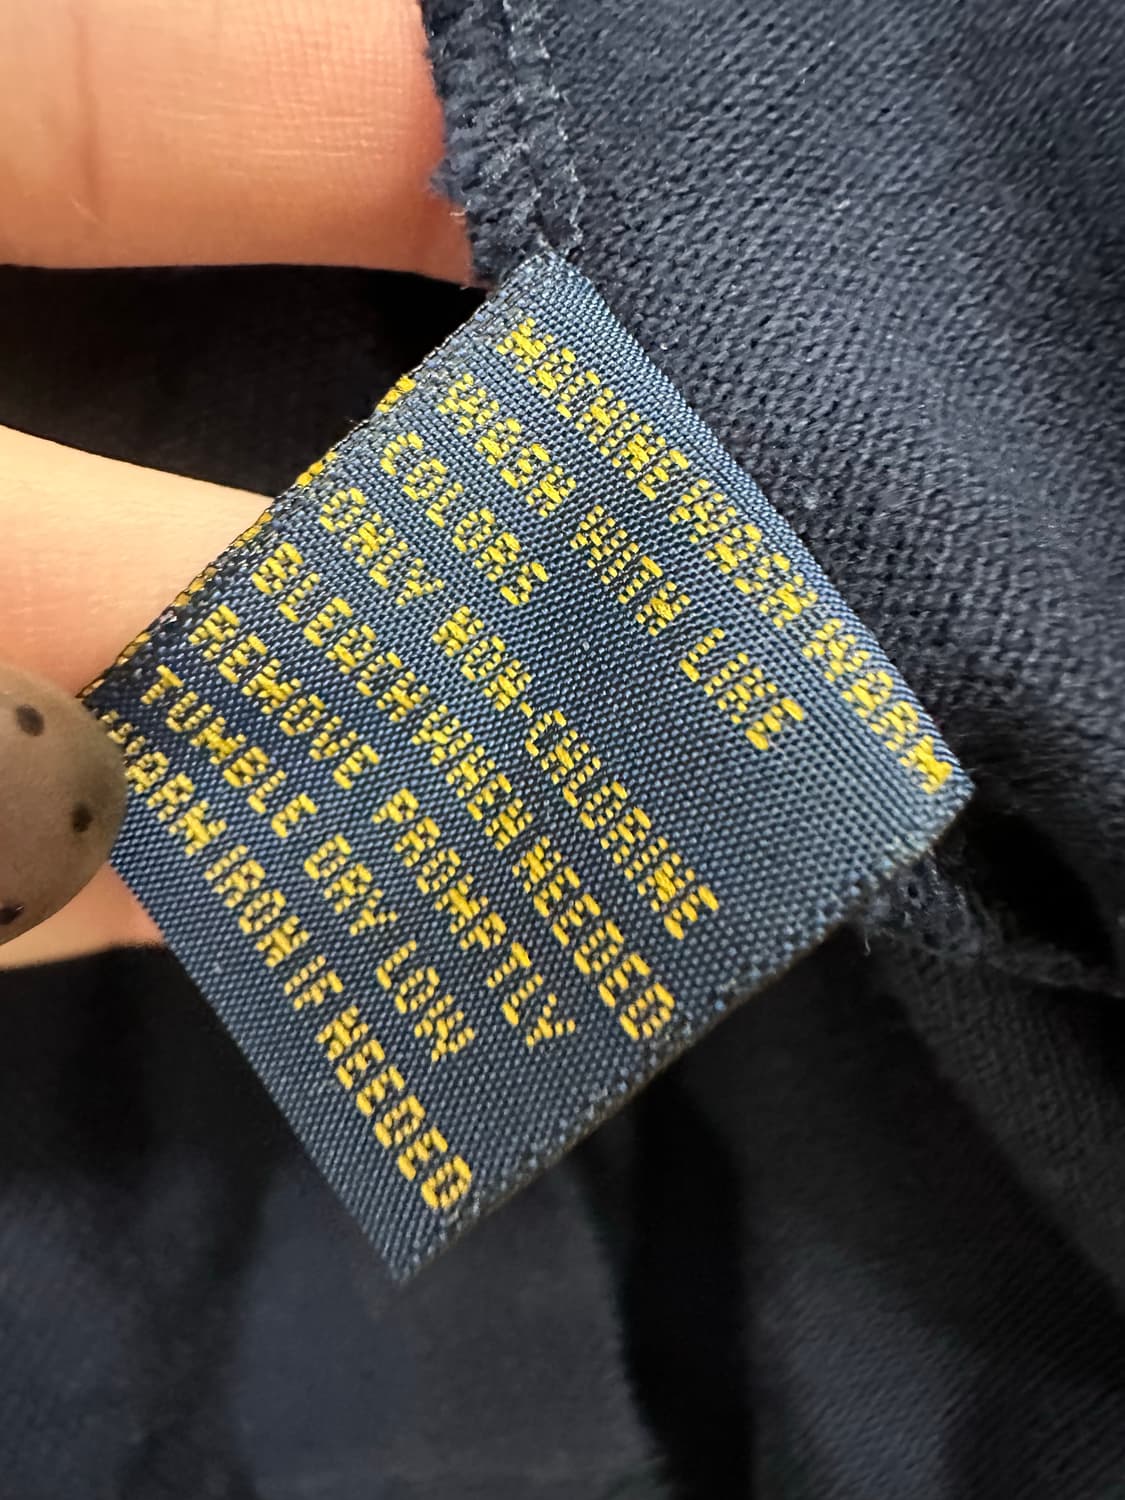 MACHINE WASH WARM
WASH WITH LIKE
COLORS
ONLY NON-CHLORINE
BLEACH WHEN NEEDED
REMOVE PROMPTLY
TUMBLE DRY LOW
WARM IRON IF NEEDED